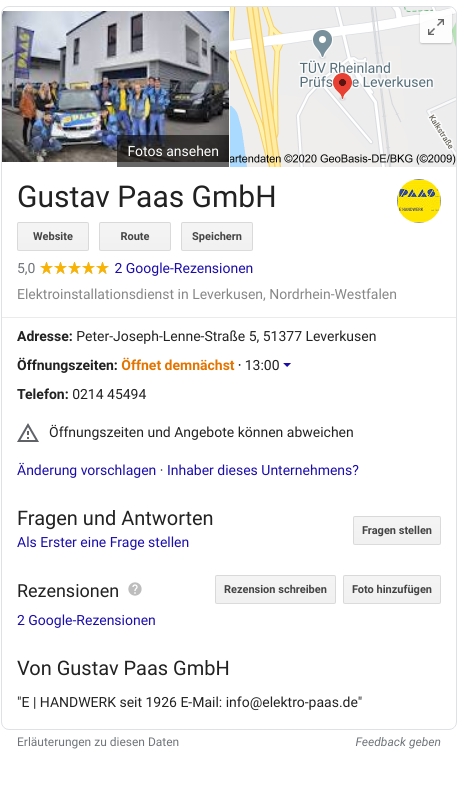 PAAS
PAAS
Fotos ansehen
TÜV Rheinland
Leverkusen
Kalkstraße
artendaten ©2020 GeoBasis-DE/BKG (©2009)
Gustav Paas GmbH
PAAS
E HANDWERK
Website Route Speichern
5,0 ★★★★★ 2 Google-Rezensionen
Elektroinstallationsdienst in Leverkusen, Nordrhein-Westfalen
Adresse: Peter-Joseph-Lenne-Straße 5, 51377 Leverkusen
Öffnungszeiten: Öffnet demnächst · 13:00
Telefon: 0214 45494
Öffnungszeiten und Angebote können abweichen
Änderung vorschlagen · Inhaber dieses Unternehmens?
Fragen und Antworten
Fragen stellen
Als Erster eine Frage stellen
Rezensionen ?
Rezension schreiben Foto hinzufügen
2 Google-Rezensionen
Von Gustav Paas GmbH
"E | HANDWERK seit 1926 E-Mail: info@elektro-paas.de"
Erläuterungen zu diesen Daten Feedback geben